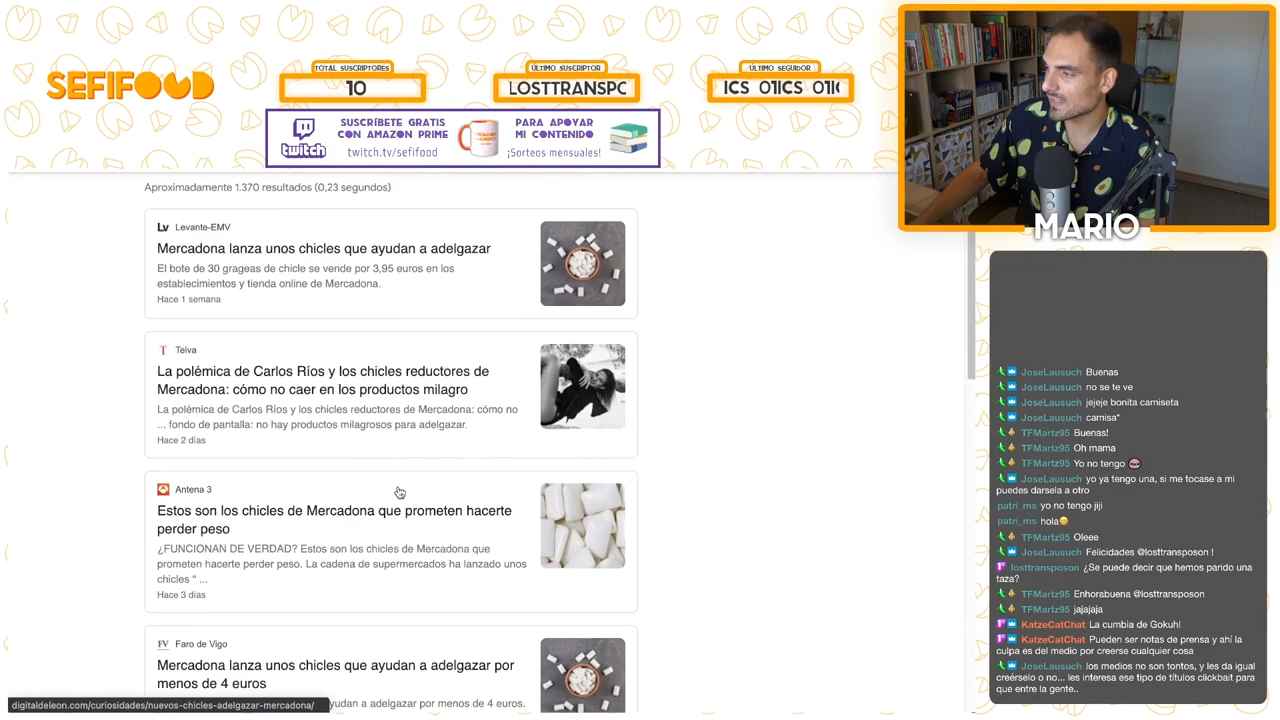 SEFIFOOD
TOTAL SUSCRIPTORES
10
ÚLTIMO SUSCRIPTOR
LOSTTRANSPO
ÚLTIMO SEGUIDOR
ICS 01ICS 01I
twitch
SUSCRÍBETE GRATIS
CON AMAZON PRIME
twitch.tv/sefifood
PARA APOYAR
MI CONTENIDO
¡Sorteos mensuales!
MARIO
Aproximadamente 1.370 resultados (0,23 segundos)
Lv Levante-EMV
Mercadona lanza unos chicles que ayudan a adelgazar
El bote de 30 grageas de chicle se vende por 3,95 euros en los
establecimientos y tienda online de Mercadona.
Hace 1 semana
T Telva
La polémica de Carlos Ríos y los chicles reductores de
Mercadona: cómo no caer en los productos milagro
La polémica de Carlos Ríos y los chicles reductores de Mercadona: cómo no
... fondo de pantalla: no hay productos milagrosos para adelgazar.
Hace 2 días
Antena 3
Estos son los chicles de Mercadona que prometen hacerte
perder peso
¿FUNCIONAN DE VERDAD? Estos son los chicles de Mercadona que
prometen hacerte perder peso. La cadena de supermercados ha lanzado unos
chicles “ ...
Hace 3 días
FV Faro de Vigo
Mercadona lanza unos chicles que ayudan a adelgazar por
menos de 4 euros
yudan a adelgazar por menos de 4 euros.
digitaldeleon.com/curiosidades/nuevos-chicles-adelgazar-mercadona/
JoseLausuch Buenas
JoseLausuch no se te ve
JoseLausuch jejeje bonita camiseta
JoseLausuch camisa*
TFMartz95 Buenas!
TFMartz95 Oh mama
TFMartz95 Yo no tengo
JoseLausuch yo ya tengo una, si me tocase a mi
puedes darsela a otro
patri_ms yo no tengo jiji
patri_ms hola
TFMartz95 Oleee
JoseLausuch Felicidades @losttransposon !
losttransposon ¿Se puede decir que hemos parido una
taza?
TFMartz95 Enhorabuena @losttransposon
TFMartz95 jajajaja
KatzeCatChat La cumbia de Gokuh!
KatzeCatChat Pueden ser notas de prensa y ahí la
culpa es del medio por creerse cualquier cosa
JoseLausuch los medios no son tontos, y les da igual
creérselo o no... les interesa ese tipo de títulos clickbait para
que entre la gente..